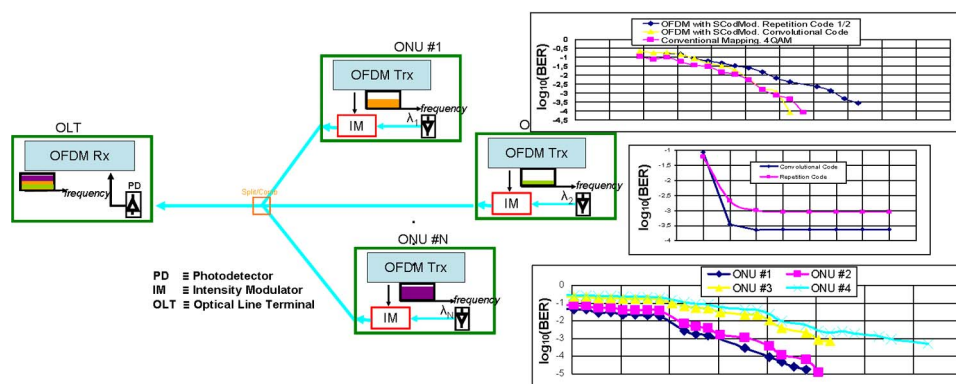 ONU #1
OFDM Trx
frequency
λ1
IM
OLT
OFDM Rx
frequency
PD
Split/Comb
O
OFDM Trx
frequency
λ2
IM
ONU #N
OFDM Trx
frequency
λN
IM
PD ≡ Photodetector
IM ≡ Intensity Modulator
OLT ≡ Optical Line Terminal
OFDM with SCodMod. Repetition Code 1/2
OFDM with SCodMod. Convolutional Code
Conventional Mapping. 4QAM
log10(BER)
0
-0,5
-1
-1,5
-2
-2,5
-3
-3,5
-4
-4,5
Convolutional Code
Repetition Code
log10(BER)
-1
-1,5
-2
-2,5
-3
-3,5
-4
ONU #1 ONU #2
ONU #3 ONU #4
log10(BER)
0
-1
-2
-3
-4
-5